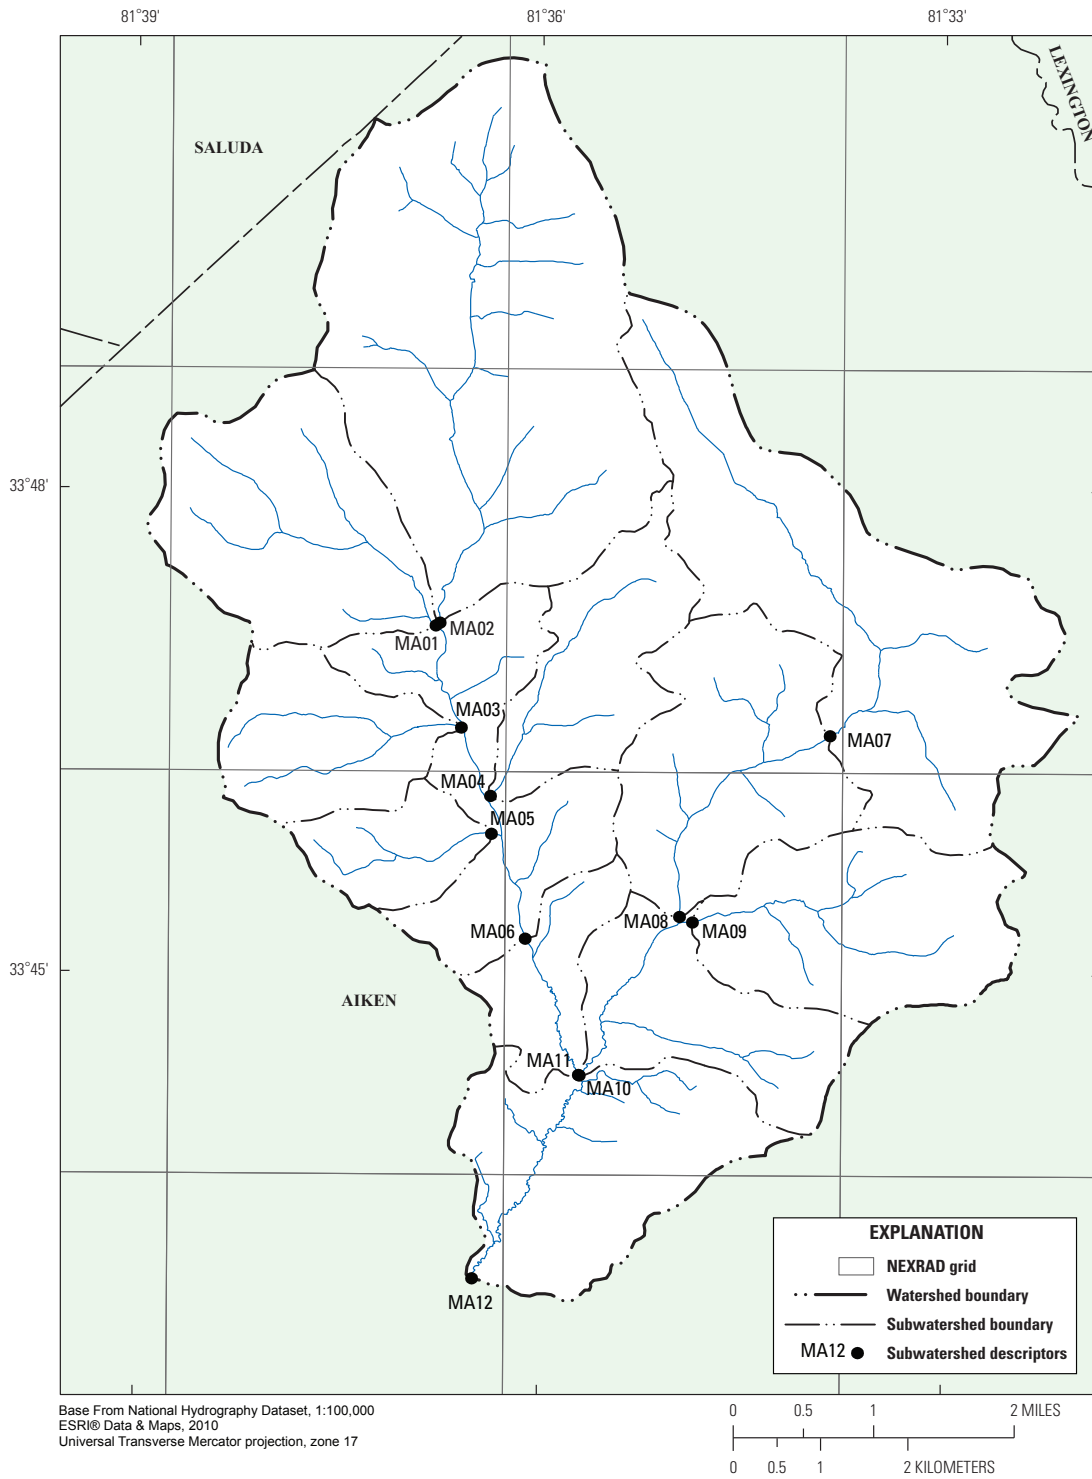 81°39'
81°36'
81°33'
LEXINGTON
SALUDA
33°48'
MA02
MA01
MA03
MA07
MA04
MA05
MA08
MA09
MA06
33°45'
AIKEN
MA11
MA10
MA12
EXPLANATION
NEXRAD grid
Watershed boundary
Subwatershed boundary
MA12 Subwatershed descriptors
Base From National Hydrography Dataset, 1:100,000
ESRI® Data & Maps, 2010
Universal Transverse Mercator projection, zone 17
0 0.5 1 2 MILES
0 0.5 1 2 KILOMETERS